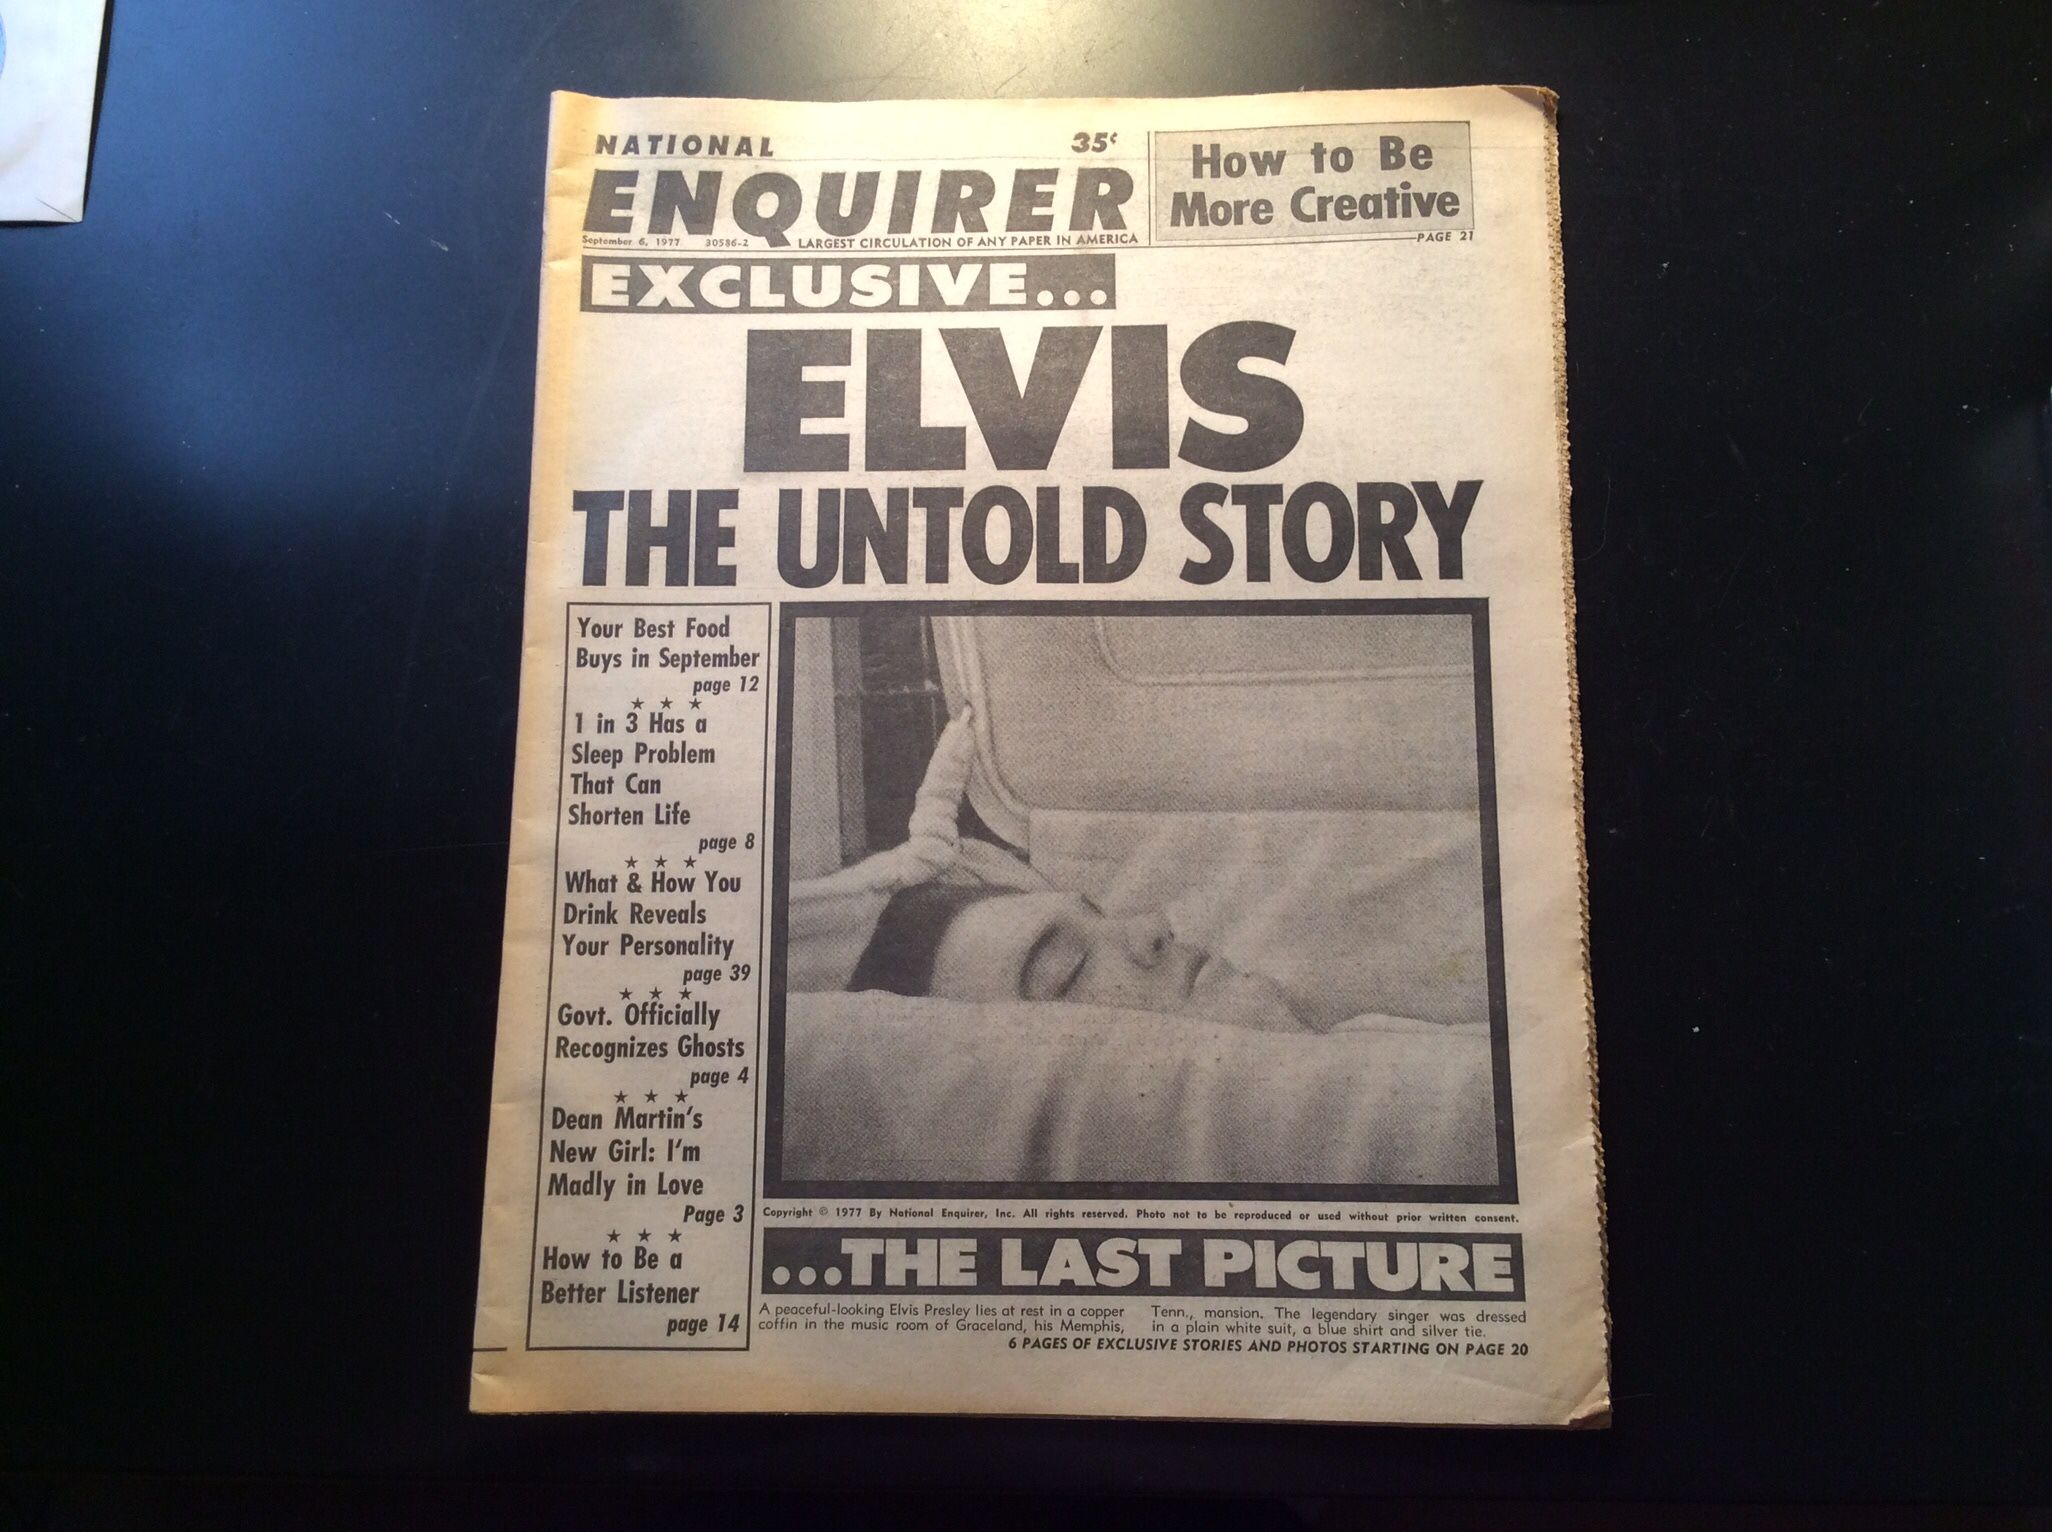 NATIONAL
35¢
ENQUIRER
September 6, 1977 30586-2 LARGEST CIRCULATION OF ANY PAPER IN AMERICA
How to Be
More Creative
PAGE 21
EXCLUSIVE...
ELVIS
THE UNTOLD STORY
Your Best Food
Buys in September
page 12
★ ★ ★
1 in 3 Has a
Sleep Problem
That Can
Shorten Life
page 8
★ ★ ★
What & How You
Drink Reveals
Your Personality
page 39
★ ★ ★
Govt. Officially
Recognizes Ghosts
page 4
★ ★ ★
Dean Martin's
New Girl: I'm
Madly in Love
Page 3
★ ★ ★
How to Be a
Better Listener
page 14
Copyright © 1977 By National Enquirer, Inc. All rights reserved. Photo not to be reproduced or used without prior written consent.
...THE LAST PICTURE
A peaceful-looking Elvis Presley lies at rest in a copper
coffin in the music room of Graceland, his Memphis,
Tenn., mansion. The legendary singer was dressed
in a plain white suit, a blue shirt and silver tie.
6 PAGES OF EXCLUSIVE STORIES AND PHOTOS STARTING ON PAGE 20